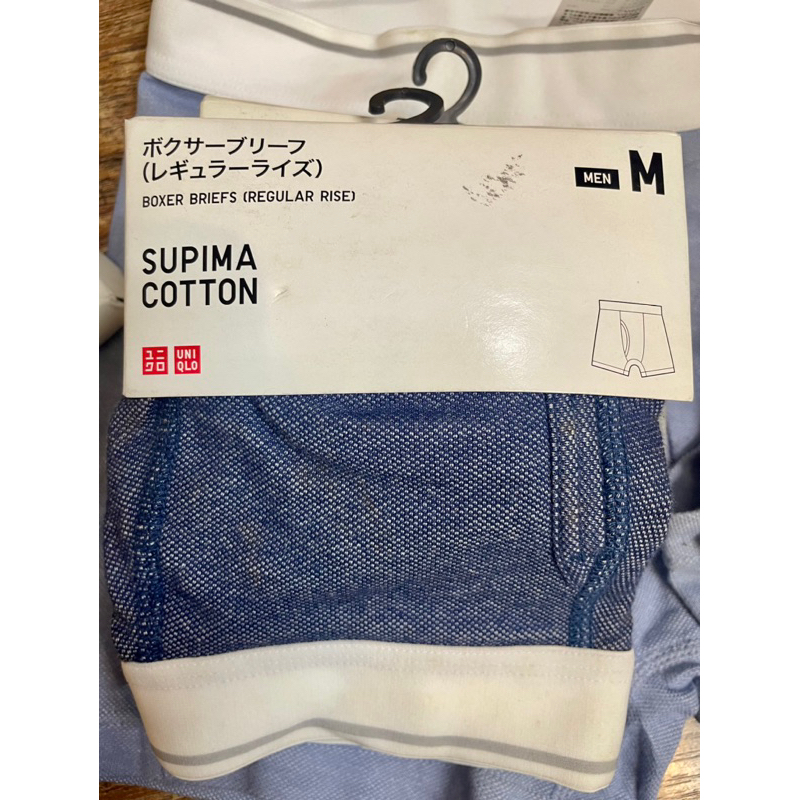 ボクサーブリーフ
(レギュラーライズ)
BOXER BRIEFS (REGULAR RISE)
MEN M
SUPIMA
COTTON
ユニ
クロ
UNI
QLO